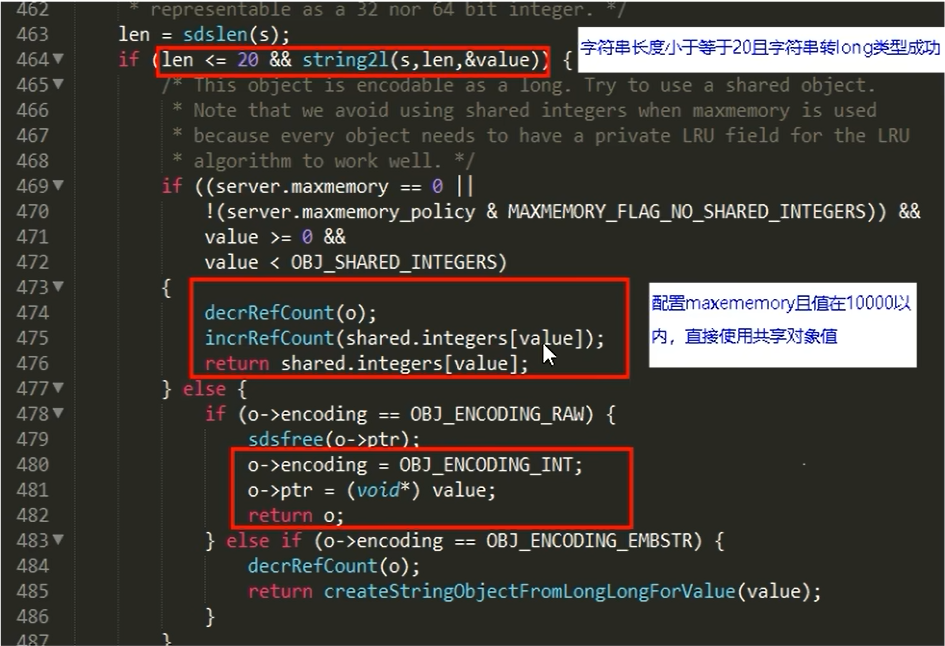 462 * representable as a 32 nor 64 bit integer. */
463 len = sdslen(s);
464 if (len <= 20 && string2l(s,len,&value)) {
字符串长度小于等于20且字符串转long类型成功
465 /* This object is encodable as a long. Try to use a shared object.
466 * Note that we avoid using shared integers when maxmemory is used
467 * because every object needs to have a private LRU field for the LRU
468 * algorithm to work well. */
469 if ((server.maxmemory == 0 ||
470 !(server.maxmemory_policy & MAXMEMORY_FLAG_NO_SHARED_INTEGERS)) &&
471 value >= 0 &&
472 value < OBJ_SHARED_INTEGERS)
473 {
474 decrRefCount(o);
475 incrRefCount(shared.integers[value]);
476 return shared.integers[value];
配置maxememory且值在10000以
内，直接使用共享对象值
477 } else {
478 if (o->encoding == OBJ_ENCODING_RAW) {
479 sdsfree(o->ptr);
480 o->encoding = OBJ_ENCODING_INT;
481 o->ptr = (void*) value;
482 return o;
483 } else if (o->encoding == OBJ_ENCODING_EMBSTR) {
484 decrRefCount(o);
485 return createStringObjectFromLongLongForValue(value);
486 }
487 }